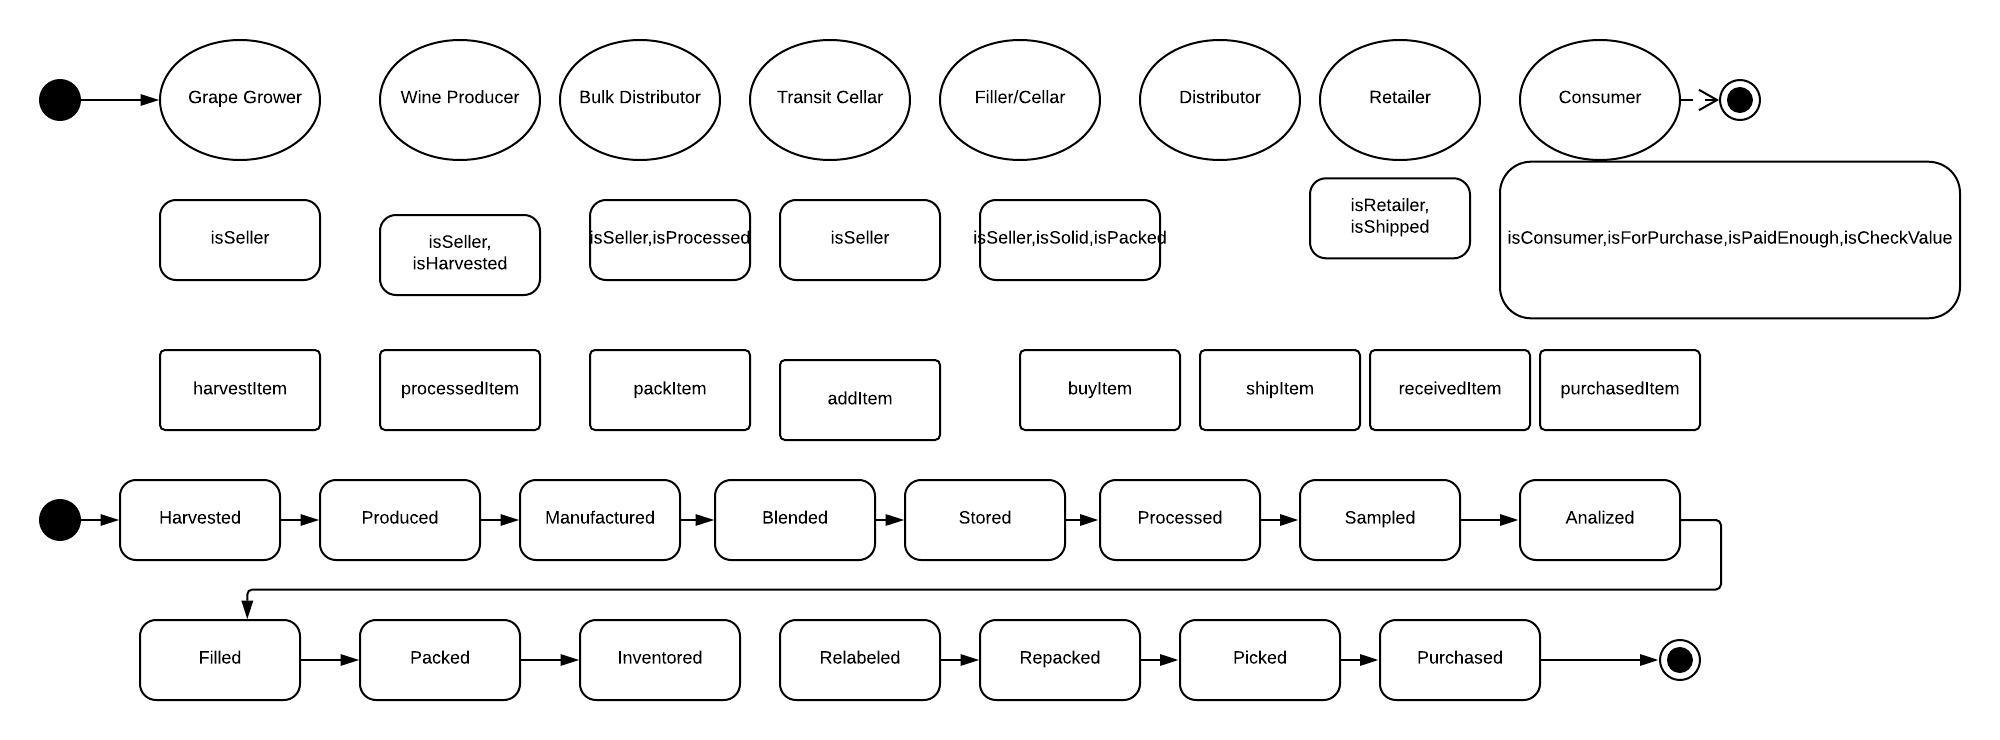 Grape Grower
Wine Producer
Bulk Distributor
Transit Cellar
Filler/Cellar
Distributor
Retailer
Consumer
isSeller
isSeller,
isHarvested
isSeller,isProcessed
isSeller
isSeller,isSolid,isPacked
isRetailer,
isShipped
isConsumer,isForPurchase,isPaidEnough,isCheckValue
harvestItem
processedItem
packItem
addItem
buyItem
shipItem
receivedItem
purchasedItem
Harvested
Produced
Manufactured
Blended
Stored
Processed
Sampled
Analized
Filled
Packed
Inventored
Relabeled
Repacked
Picked
Purchased